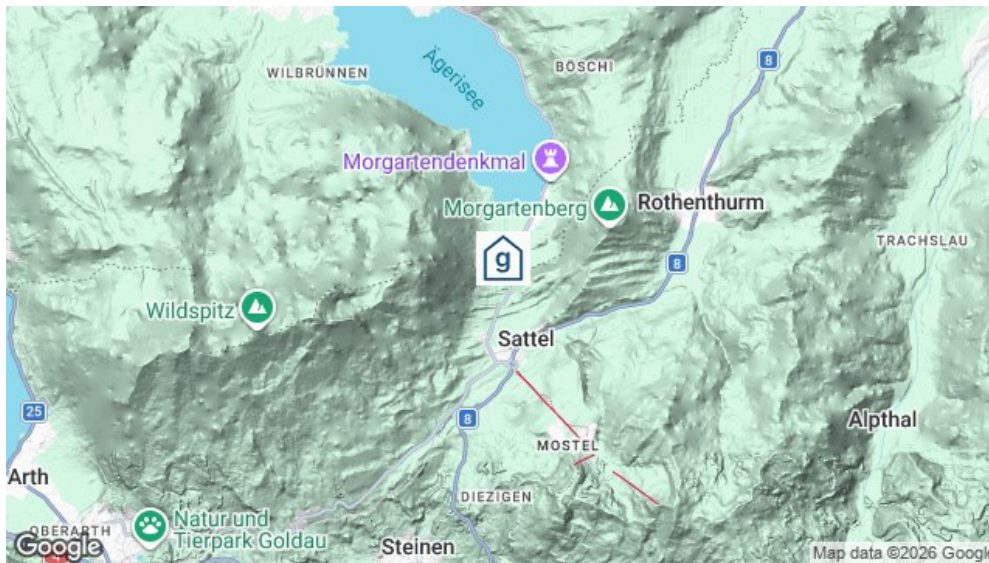 WILBRÜNNEN
Ägerisee
BÖSCHI
8
Morgartendenkmal
Morgartenberg
Rothenthurm
TRACHSLAU
g
8
Wildspitz
Sattel
25
8
MOSTEL
Alpthal
Arth
DIEZIGEN
OBERARTH
Natur und
Tierpark Goldau
Steinen
Google
Map data ©2026 Google